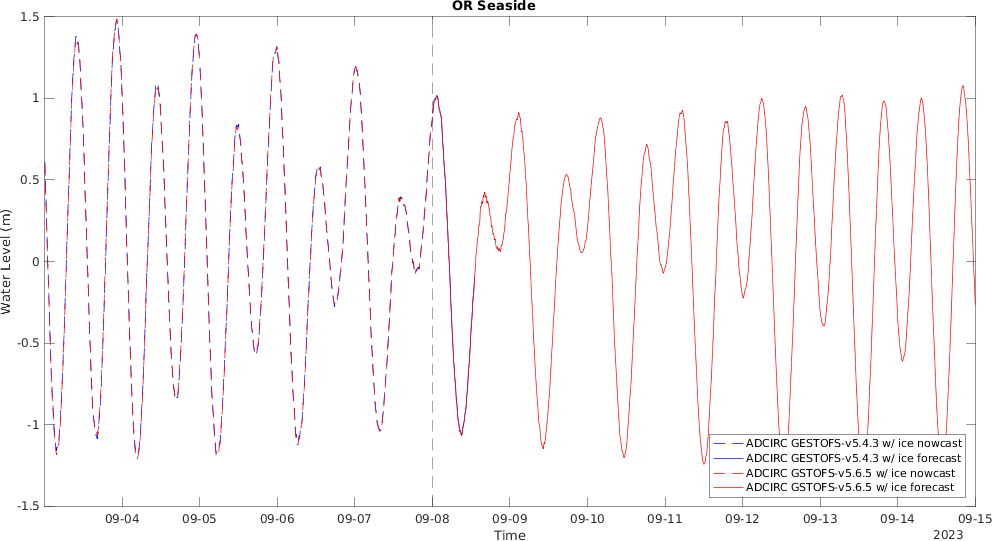 OR Seaside
Water Level (m)
1.5
1
0.5
0
-0.5
-1
-1.5
09-04 09-05 09-06 09-07 09-08 09-09 09-10 09-11 09-12 09-13 09-14 09-15
Time
2023
ADCIRC GESTOFS-v5.4.3 w/ ice nowcast
ADCIRC GESTOFS-v5.4.3 w/ ice forecast
ADCIRC GSTOFS-v5.6.5 w/ ice nowcast
ADCIRC GSTOFS-v5.6.5 w/ ice forecast